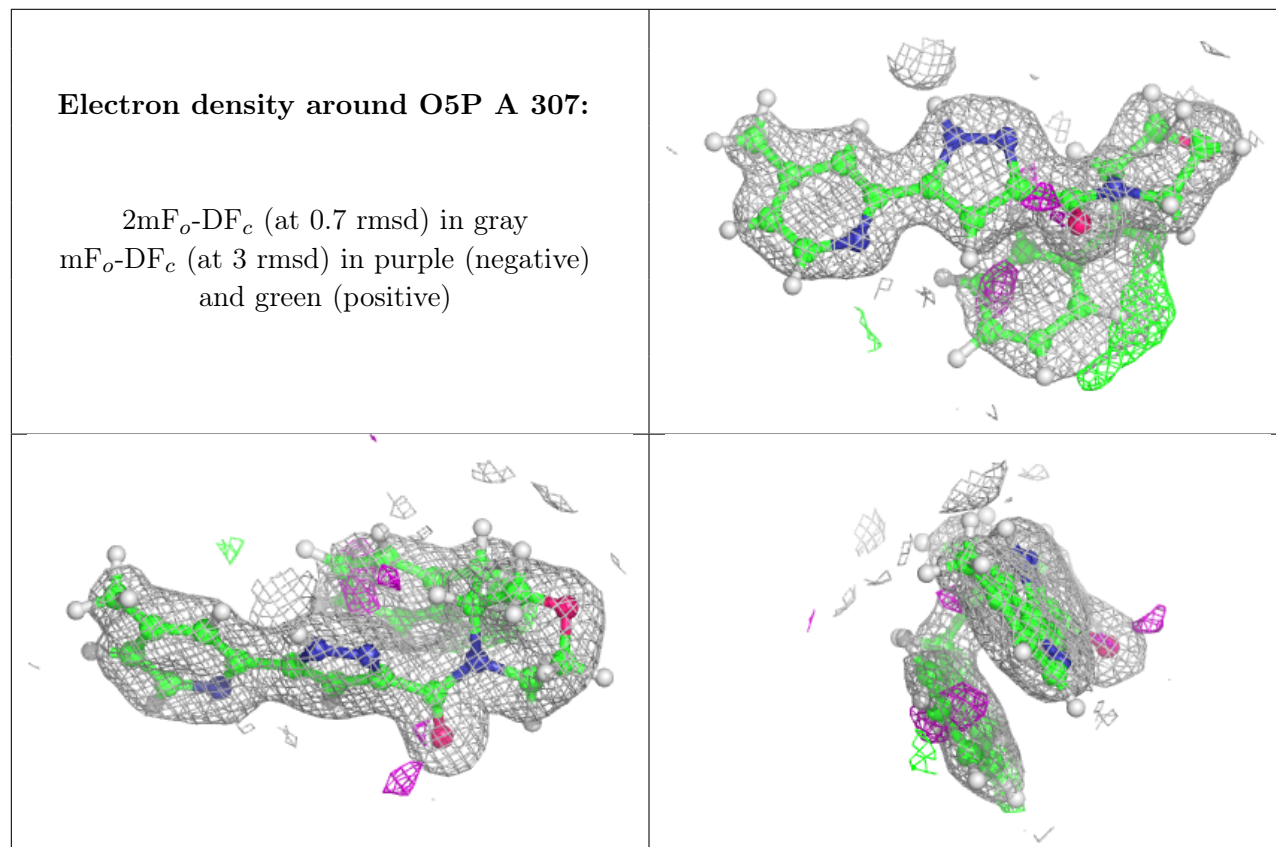 Electron density around O5P A 307:
2mFo-DFc (at 0.7 rmsd) in gray
mFo-DFc (at 3 rmsd) in purple (negative)
and green (positive)